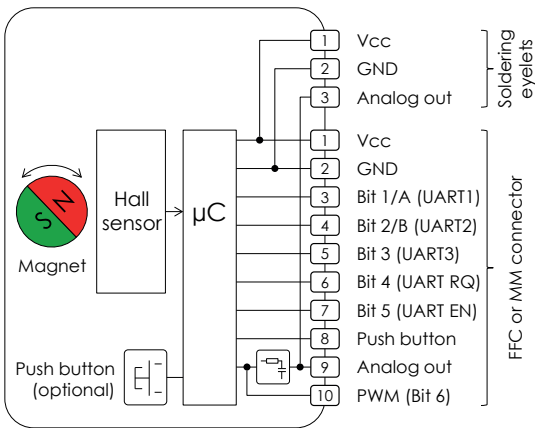 1 Vcc
2 GND
3 Analog out
Soldering
eyelets
1 Vcc
2 GND
3 Bit 1/A (UART1)
4 Bit 2/B (UART2)
5 Bit 3 (UART3)
6 Bit 4 (UART RQ)
7 Bit 5 (UART EN)
8 Push button
9 Analog out
10 PWM (Bit 6)
FFC or MM connector
S N
Magnet
Hall
sensor
μC
Push button
(optional)